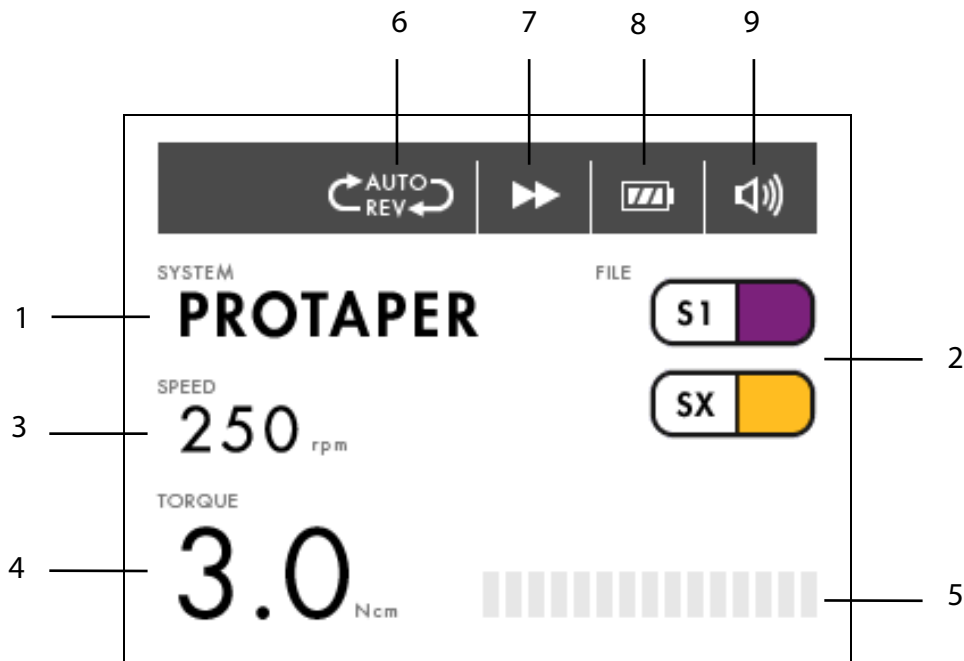 6 7 8 9
AUTO
REV
SYSTEM
FILE
1
PROTAPER
S1
2
SPEED
SX
3
250 rpm
TORQUE
4
3.0 Ncm
5